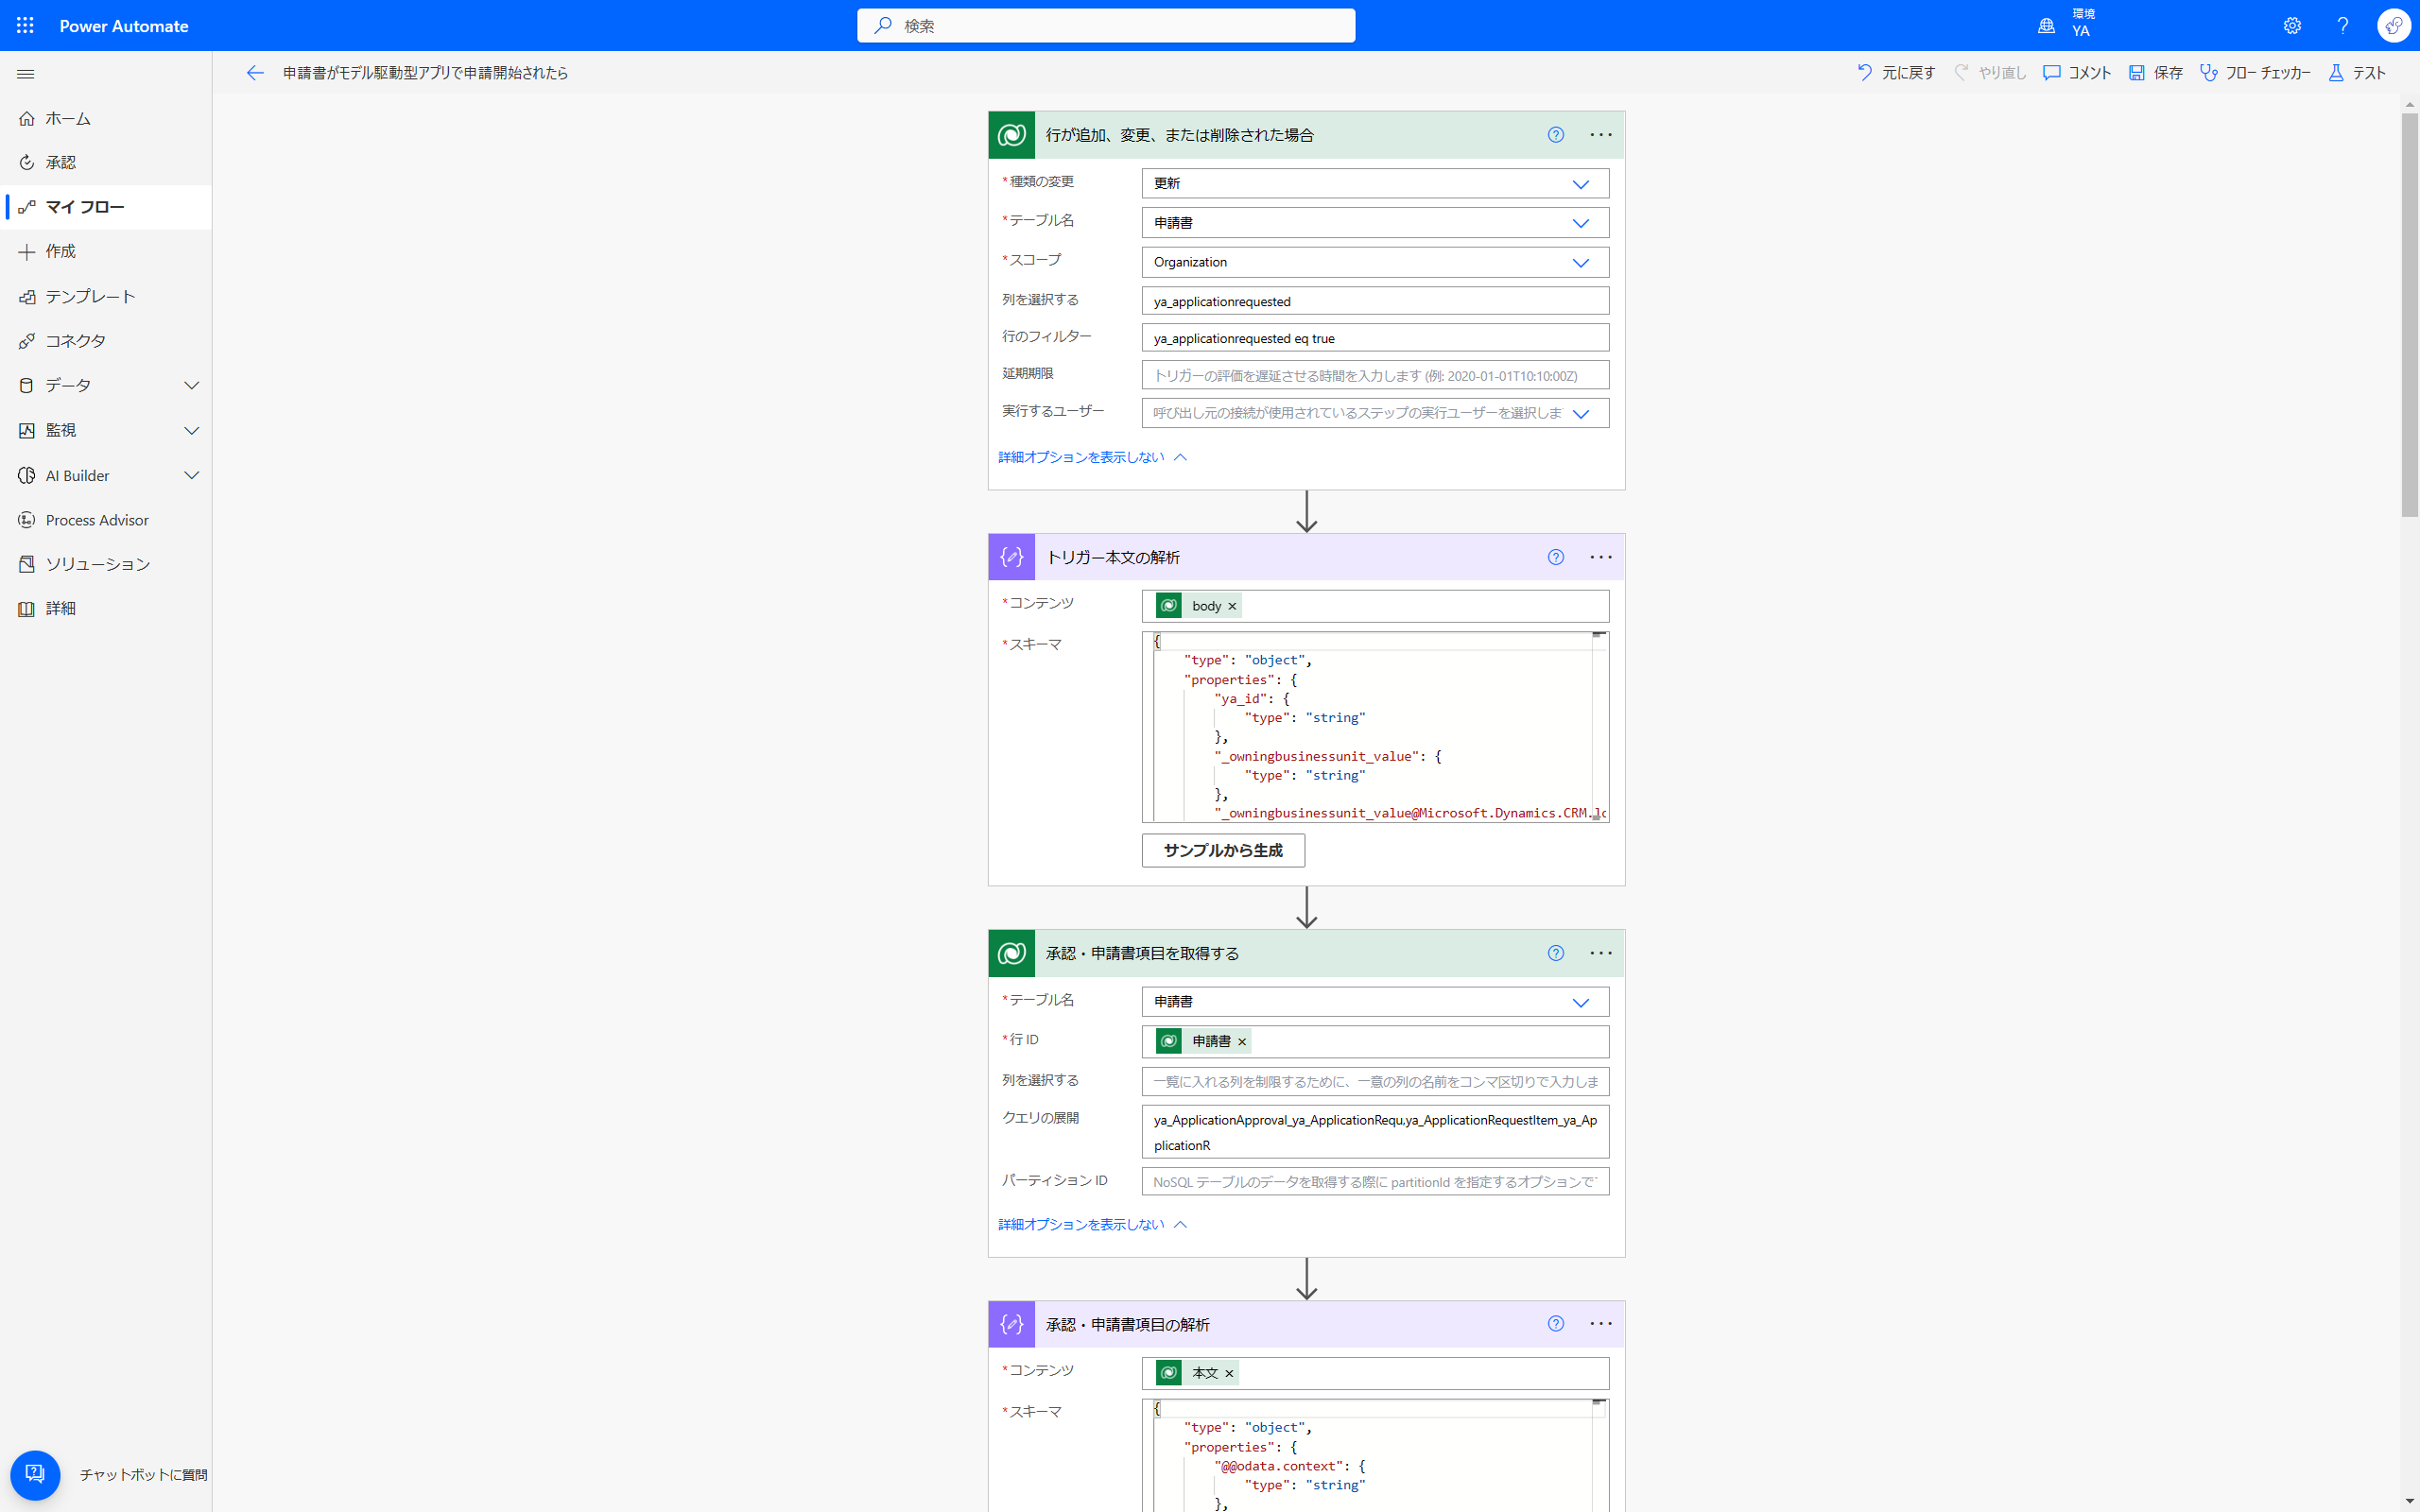 Power Automate
検索
環境
YA
申請書がモデル駆動型アプリで申請開始されたら
元に戻す
やり直し
コメント
保存
フロー チェッカー
テスト
ホーム
承認
マイ フロー
作成
テンプレート
コネクタ
データ
監視
AI Builder
Process Advisor
ソリューション
詳細
チャットボットに質問
行が追加、変更、または削除された場合
*種類の変更
更新
*テーブル名
申請書
*スコープ
Organization
列を選択する
ya_applicationrequested
行のフィルター
ya_applicationrequested eq true
延期期限
トリガーの評価を遅延させる時間を入力します (例: 2020-01-01T10:10:00Z)
実行するユーザー
呼び出し元の接続が使用されているステップの実行ユーザーを選択しま
詳細オプションを表示しない
トリガー本文の解析
*コンテンツ
body ×
*スキーマ
{
"type": "object",
"properties": {
"ya_id": {
"type": "string"
},
"_owningbusinessunit_value": {
"type": "string"
},
"_owningbusinessunit_value@Microsoft.Dynamics.CRM.lo
サンプルから生成
承認・申請書項目を取得する
*テーブル名
申請書
*行 ID
申請書 ×
列を選択する
一覧に入れる列を制限するために、一意の列の名前をコンマ区切りで入力しま
クエリの展開
ya_ApplicationApproval_ya_ApplicationRequ,ya_ApplicationRequestItem_ya_Ap
plicationR
パーティション ID
NoSQL テーブルのデータを取得する際に partitionId を指定するオプションで
詳細オプションを表示しない
承認・申請書項目の解析
*コンテンツ
本文 ×
*スキーマ
{
"type": "object",
"properties": {
"@@odata.context": {
"type": "string"
},